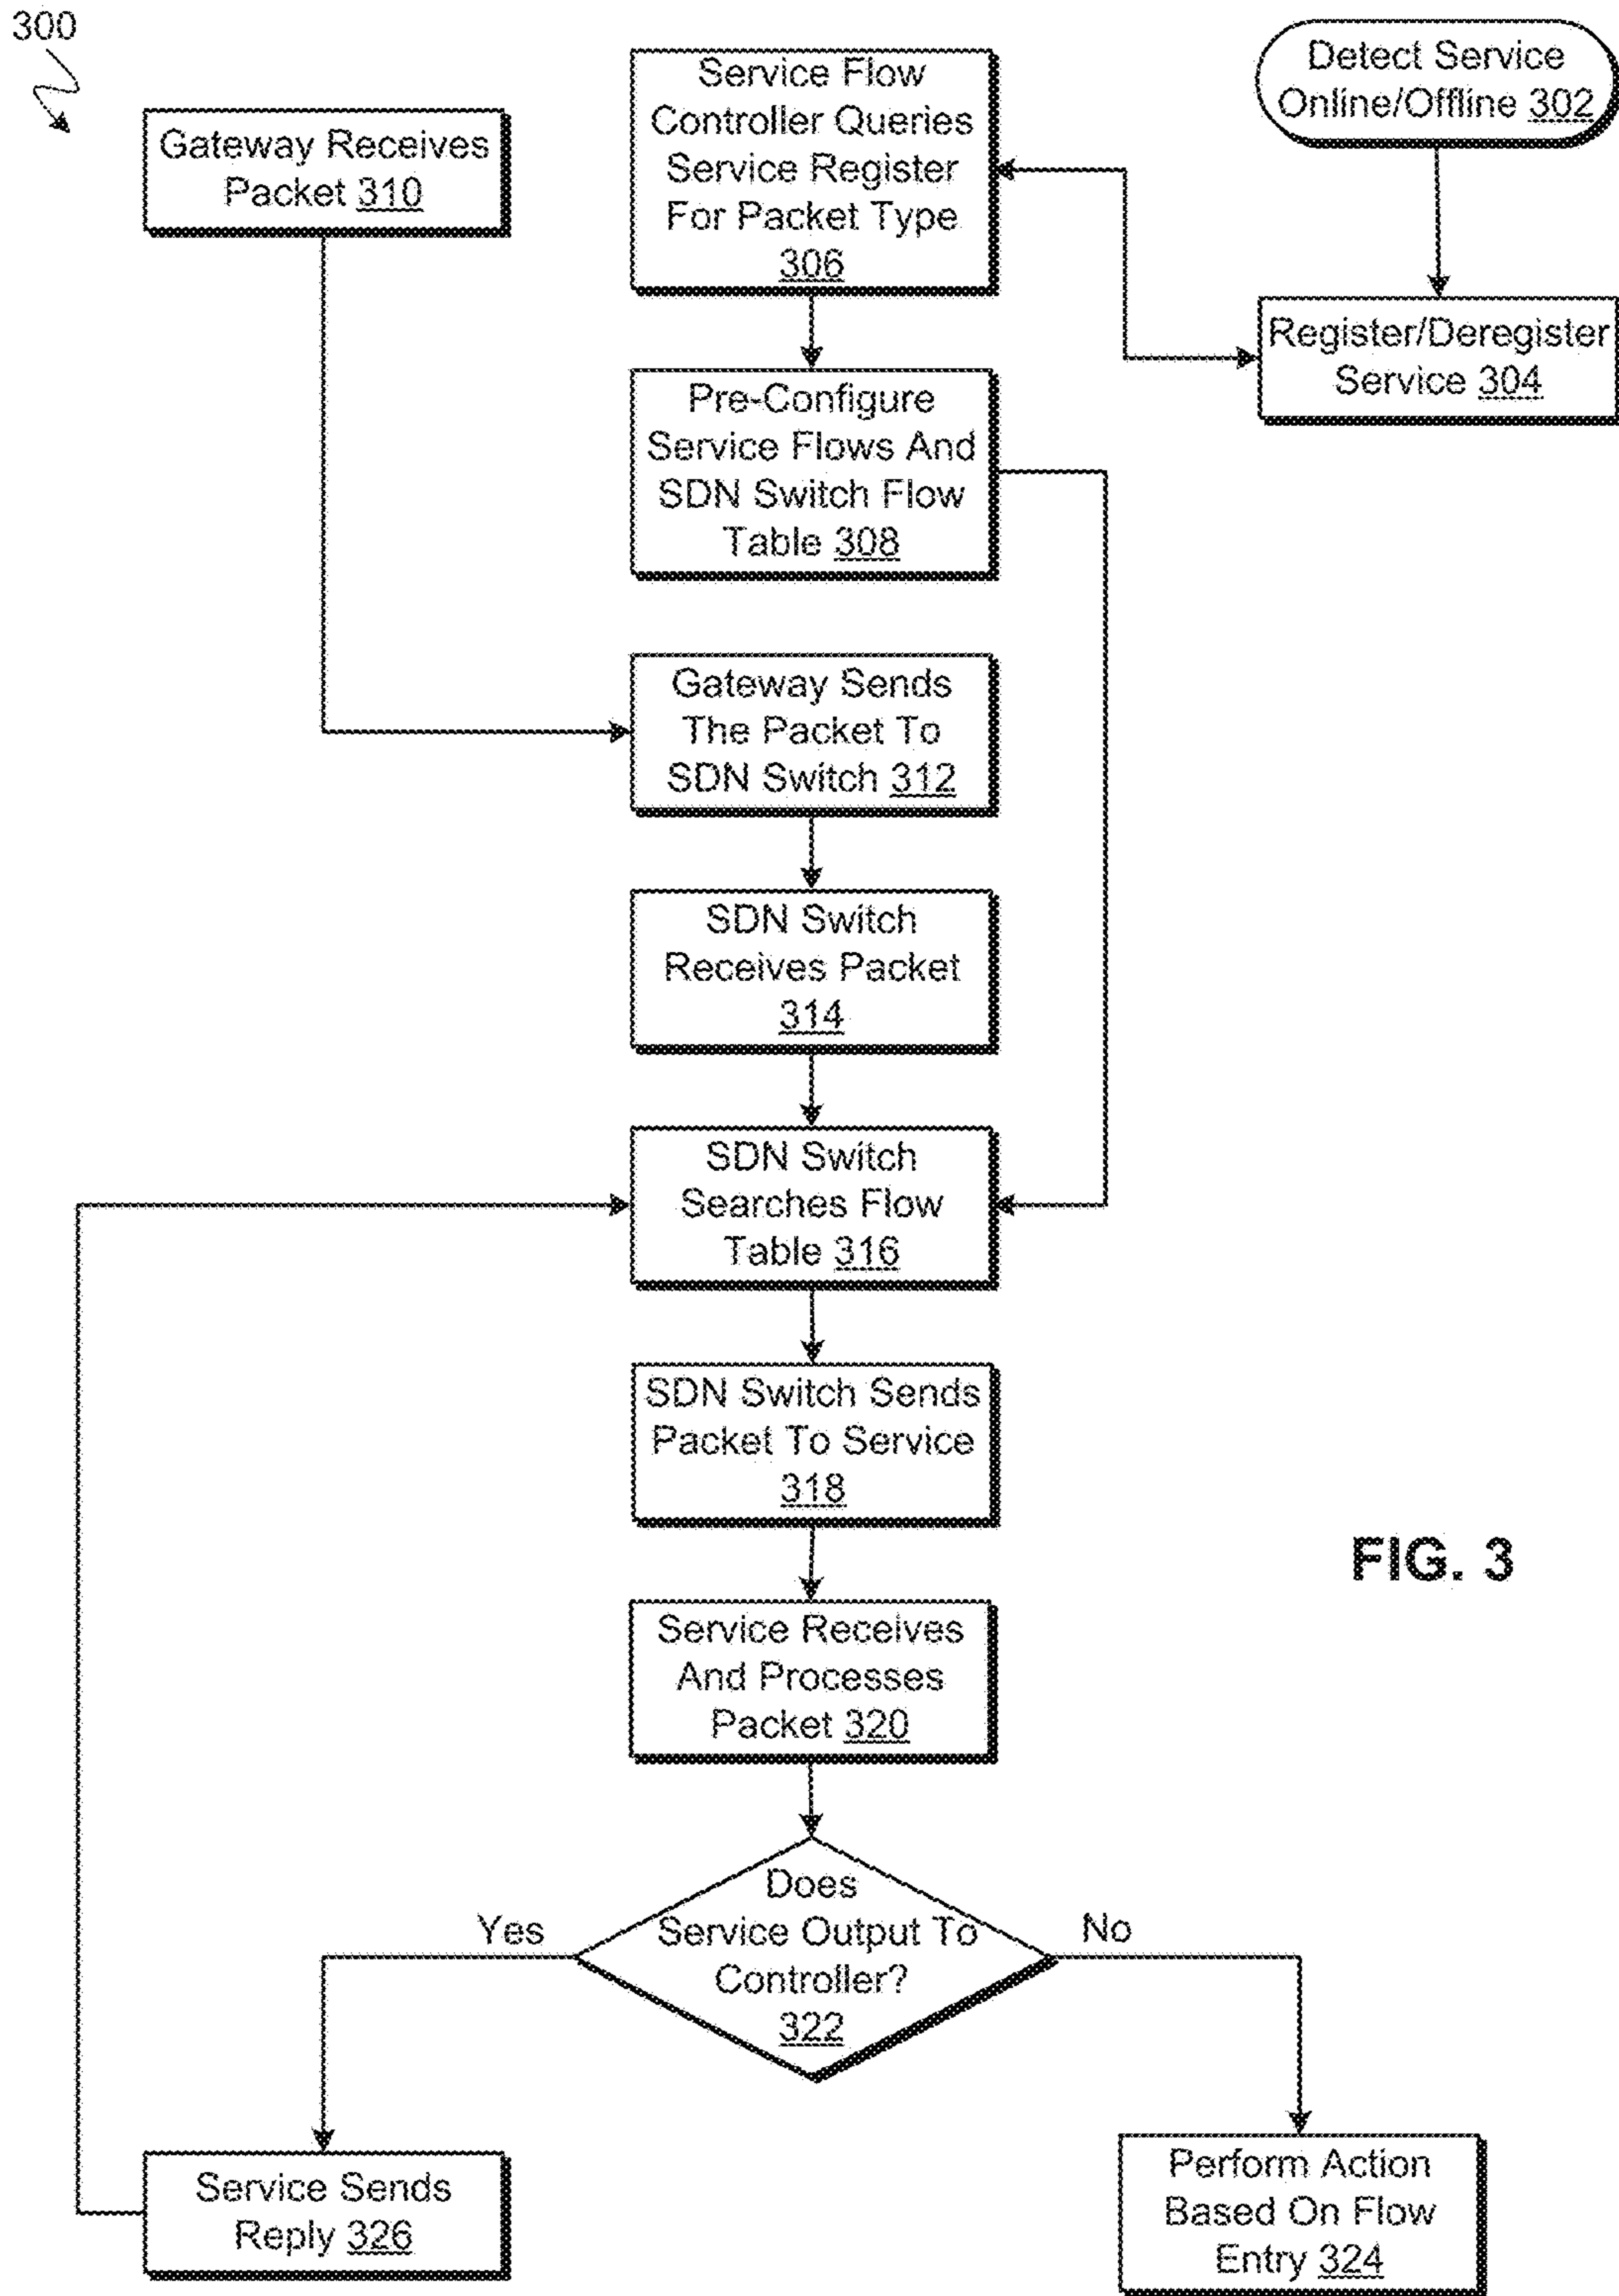 300
Detect Service
Online/Offline 302
Service Flow
Controller Queries
Service Register
For Packet Type
306
Gateway Receives
Packet 310
Register/Deregister
Service 304
Pre-Configure
Service Flows And
SDN Switch Flow
Table 308
Gateway Sends
The Packet To
SDN Switch 312
SDN Switch
Receives Packet
314
SDN Switch
Searches Flow
Table 316
SDN Switch Sends
Packet To Service
318
FIG. 3
Service Receives
And Processes
Packet 320
Does
Service Output To
Controller?
322
Yes
No
Service Sends
Reply 326
Perform Action
Based On Flow
Entry 324